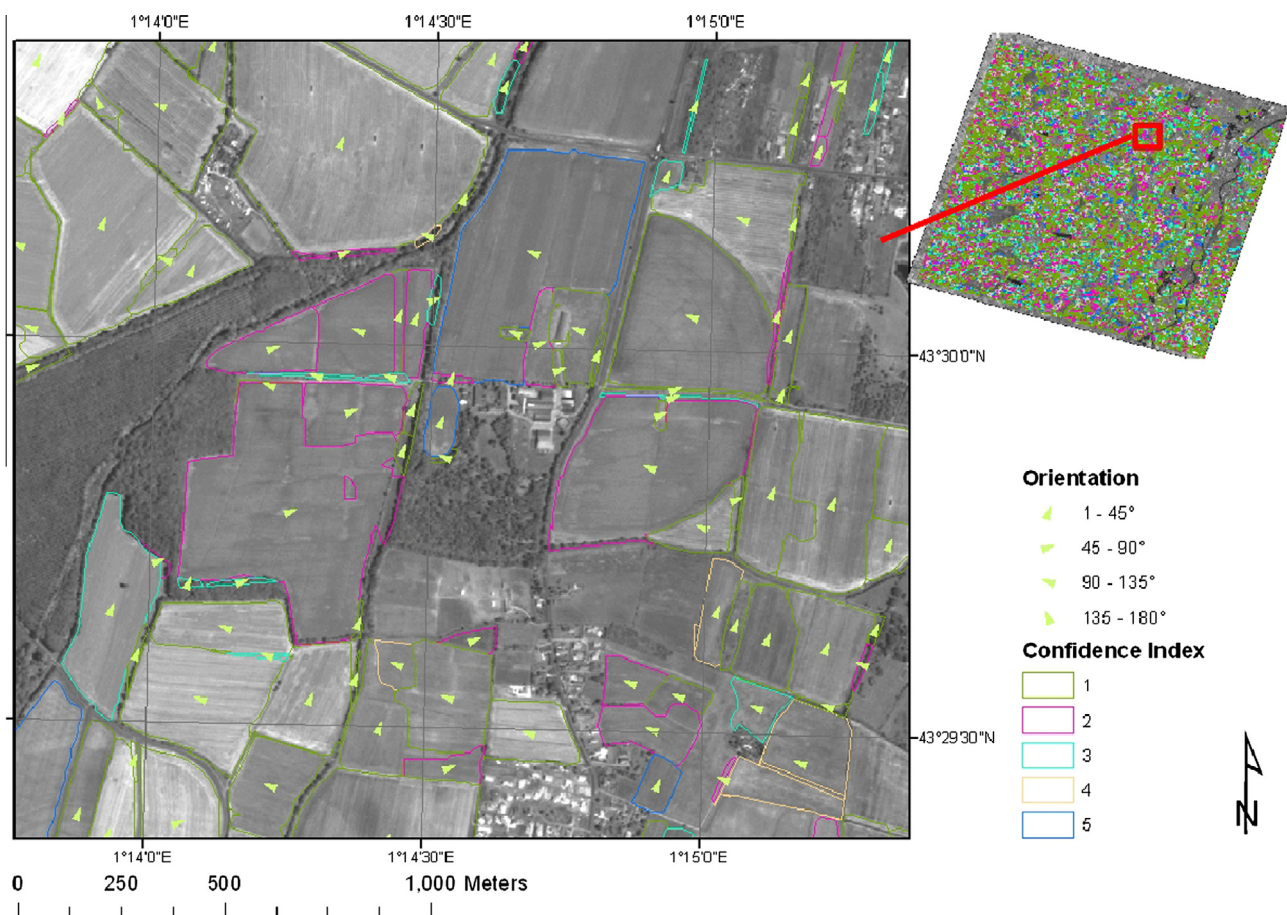 1°14'0"E 1°14'30"E 1°15'0"E
43°30'0"N
Orientation
1 - 45°
45 - 90°
90 - 135°
135 - 180°
Confidence Index
1
2
3
4
5
43°29'30"N
N
1°14'0"E 1°14'30"E 1°15'0"E
0 250 500 1,000 Meters